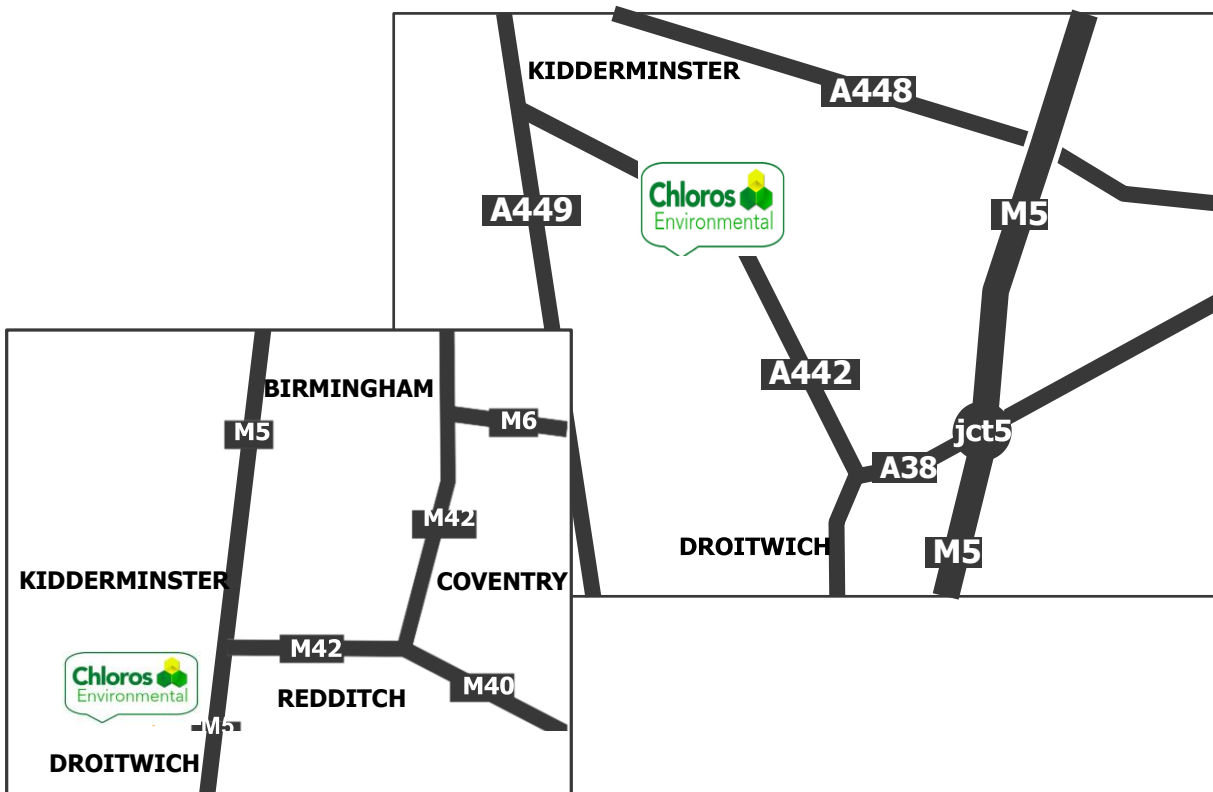 KIDDERMINSTER
A448
Chloros
Environmental
A449
M5
A442
jct5
A38
DROITWICH
M5
BIRMINGHAM
M6
M5
M42
KIDDERMINSTER
COVENTRY
M42
Chloros
Environmental
M40
REDDITCH
M5
DROITWICH